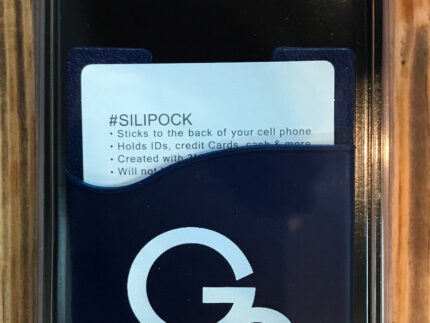 #SILIPOCK
• Sticks to the back of your cell phone
• Holds IDs, credit Cards, cash & more
• Created with
• Will not
G